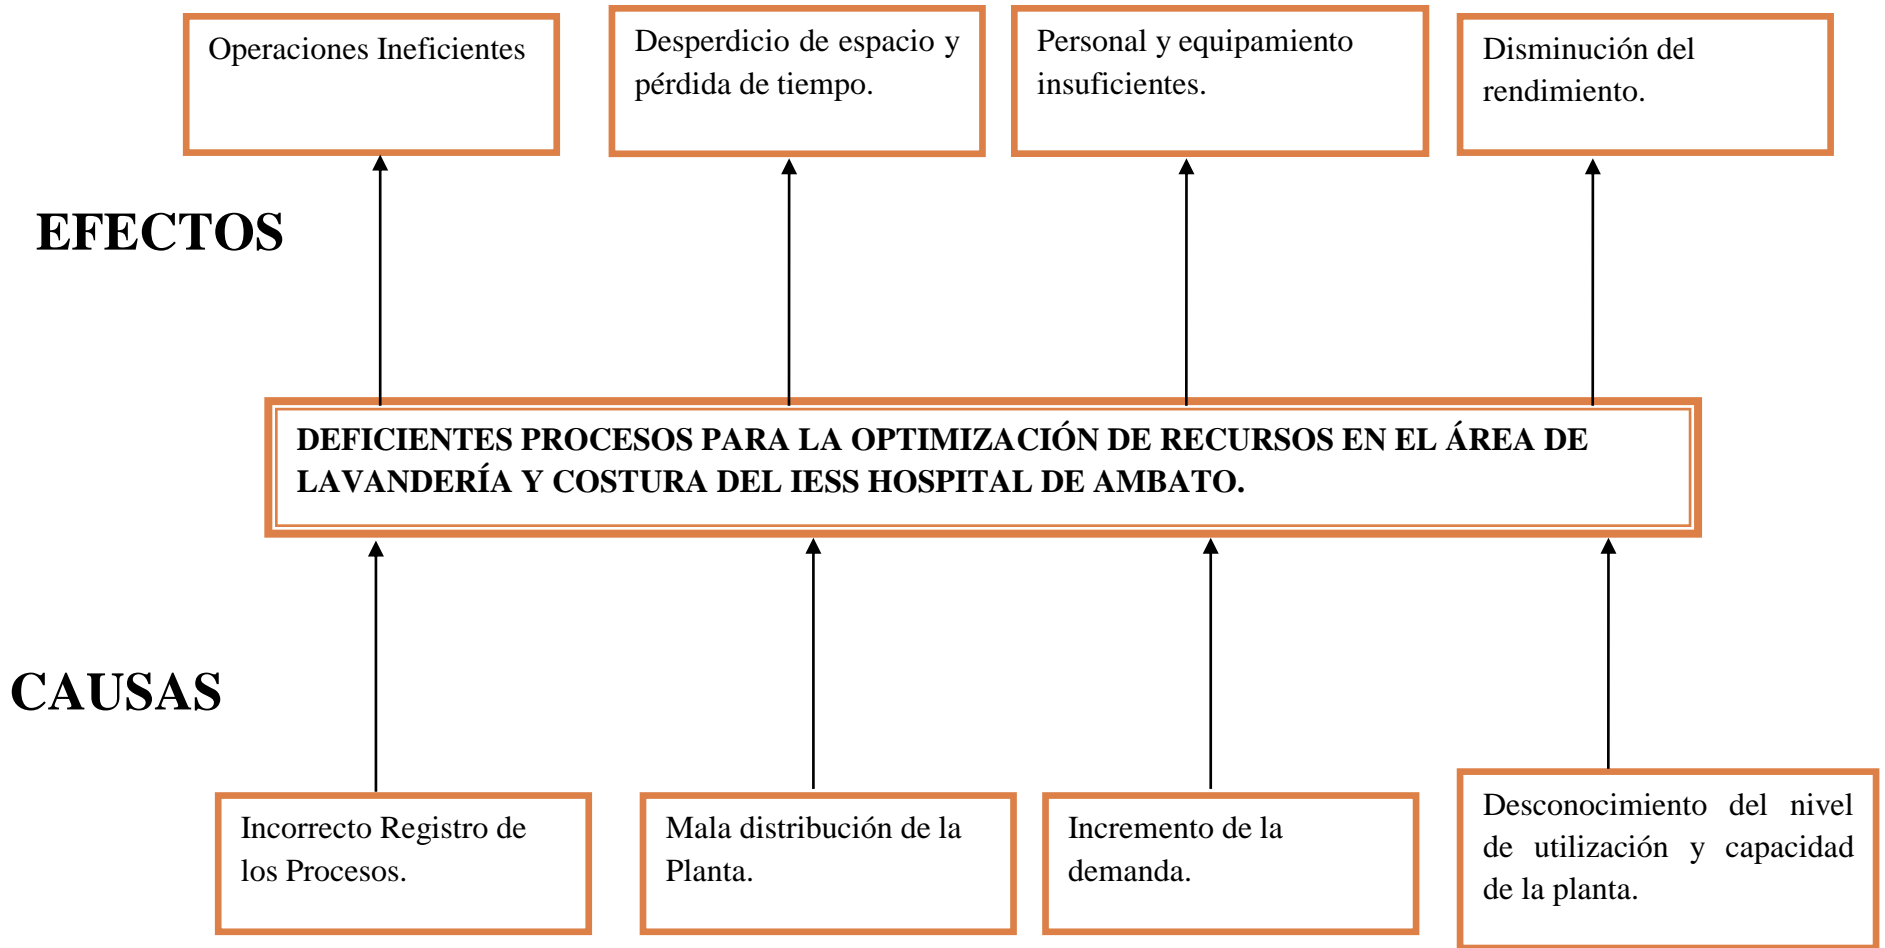 Operaciones Ineficientes
Desperdicio de espacio y
pérdida de tiempo.
Personal y equipamiento
insuficientes.
Disminución del
rendimiento.
EFECTOS
DEFICIENTES PROCESOS PARA LA OPTIMIZACIÓN DE RECURSOS EN EL ÁREA DE
LAVANDERÍA Y COSTURA DEL IESS HOSPITAL DE AMBATO.
CAUSAS
Incorrecto Registro de
los Procesos.
Mala distribución de la
Planta.
Incremento de la
demanda.
Desconocimiento del nivel
de utilización y capacidad
de la planta.